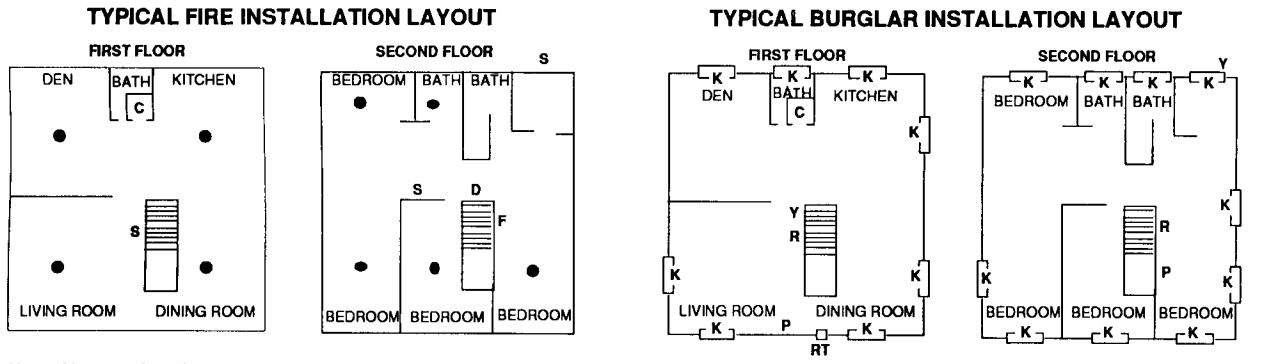 TYPICAL FIRE INSTALLATION LAYOUT
FIRST FLOOR
DEN BATH KITCHEN
C
S
LIVING ROOM DINING ROOM
SECOND FLOOR
S
BEDROOM BATH BATH
S D
F
BEDROOM BEDROOM BEDROOM
TYPICAL BURGLAR INSTALLATION LAYOUT
FIRST FLOOR
K K K
DEN BATH KITCHEN
C
K
Y
R
K K
LIVING ROOM DINING ROOM
K P K
RT
SECOND FLOOR
Y
K K K K
BEDROOM BATH BATH
K
R
P
K K
BEDROOM BEDROOM BEDROOM
K K K